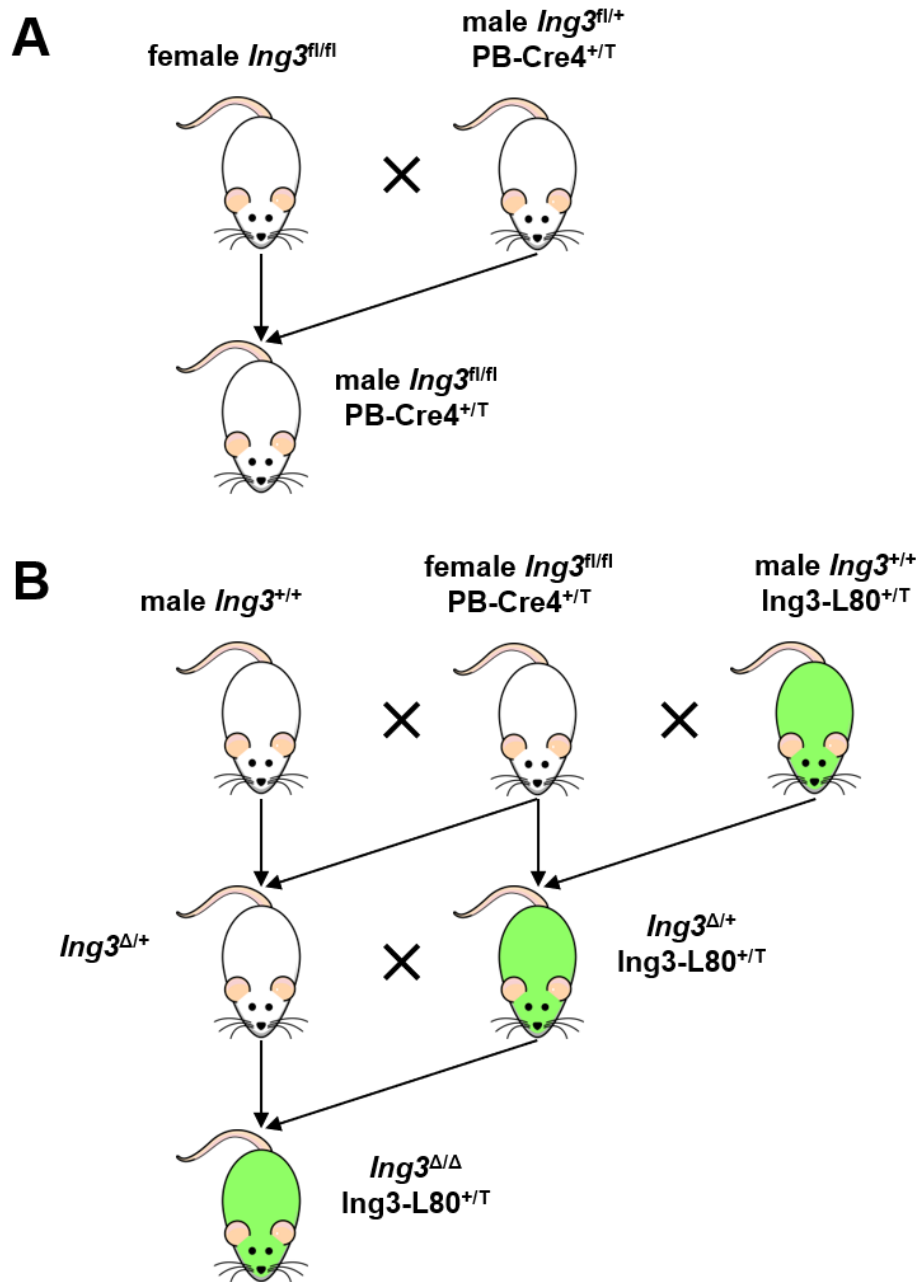 A
female Ing3fl/fl
male Ing3fl/+
PB-Cre4+/T
male Ing3fl/fl
PB-Cre4+/T
B
male Ing3+/+
female Ing3fl/fl
PB-Cre4+/T
male Ing3+/+
Ing3-L80+/T
Ing3Δ/+
Ing3Δ/+
Ing3-L80+/T
Ing3Δ/Δ
Ing3-L80+/T